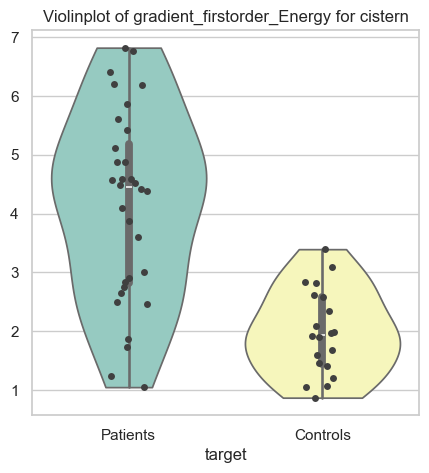 Violinplot of gradient_firstorder_Energy for cistern
7
6
5
4
3
2
1
Patients
Controls
target